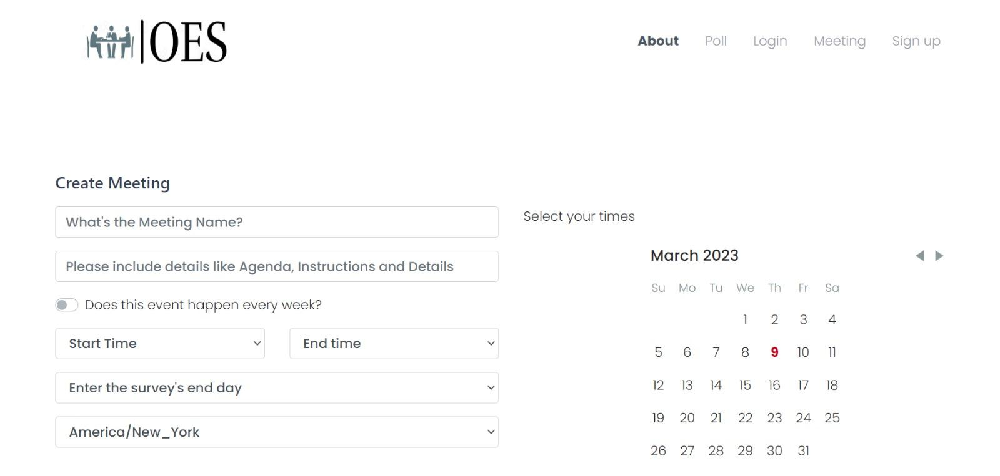 |OES
About Poll Login Meeting Sign up
Create Meeting
What's the Meeting Name?
Please include details like Agenda, Instructions and Details
Does this event happen every week?
Start Time End time
Enter the survey's end day
America/New_York
Select your times
March 2023
Su Mo Tu We Th Fr Sa
1 2 3 4
5 6 7 8 9 10 11
12 13 14 15 16 17 18
19 20 21 22 23 24 25
26 27 28 29 30 31